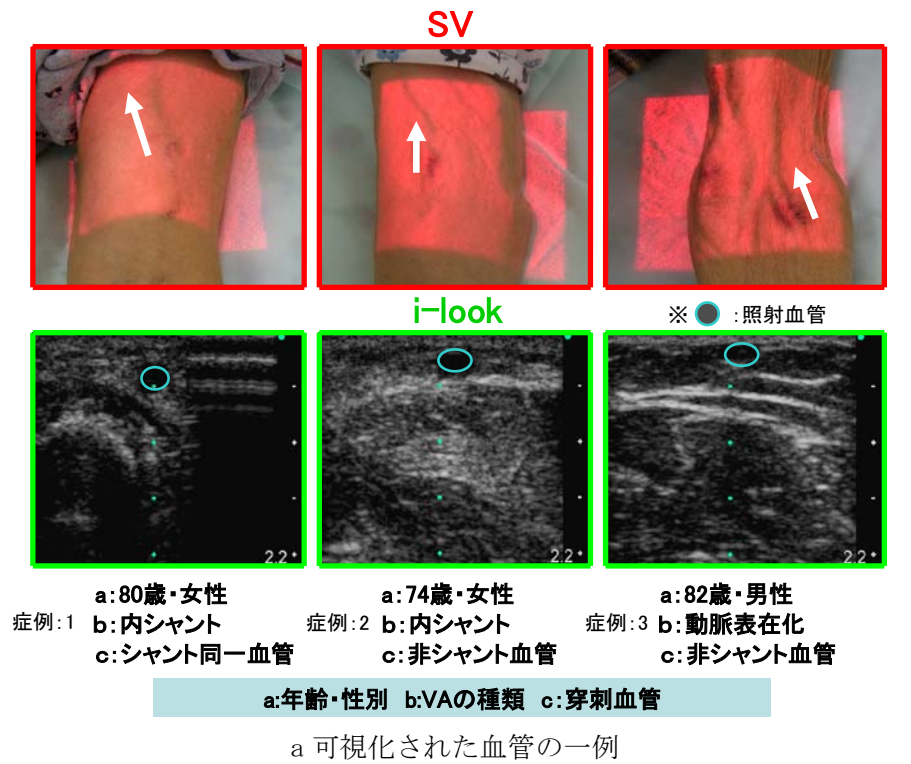 SV
i-look
※ :照射血管
2.2
2.2
2.2
症例:1
a:80歳・女性
b:内シャント
c:シャント同一血管
症例:2
a:74歳・女性
b:内シャント
c:非シャント血管
症例:3
a:82歳・男性
b:動脈表在化
c:非シャント血管
a:年齢・性別 b:VAの種類 c:穿刺血管
a 可視化された血管の一例